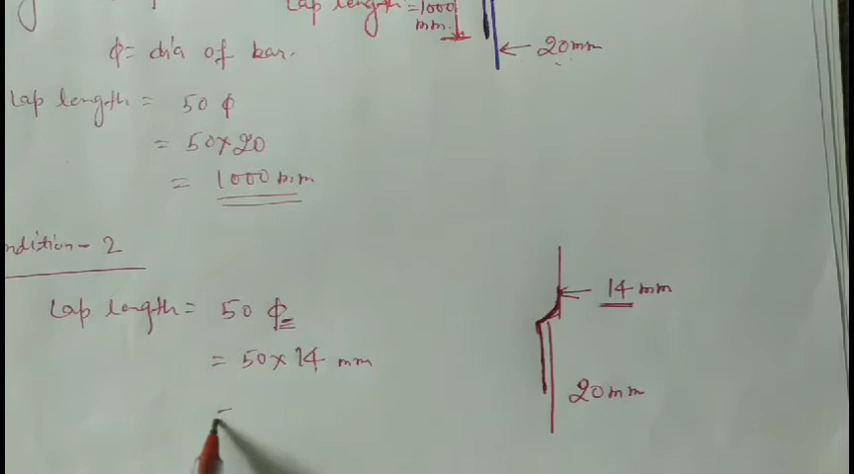 Lap length = 1000
mm.
ϕ = dia of bar.
20mm
Lap length = 50 ϕ
= 50×20
= 1000 mm
ndition - 2
Lap length = 50 ϕ
14 mm
= 50×14 mm
20mm
=